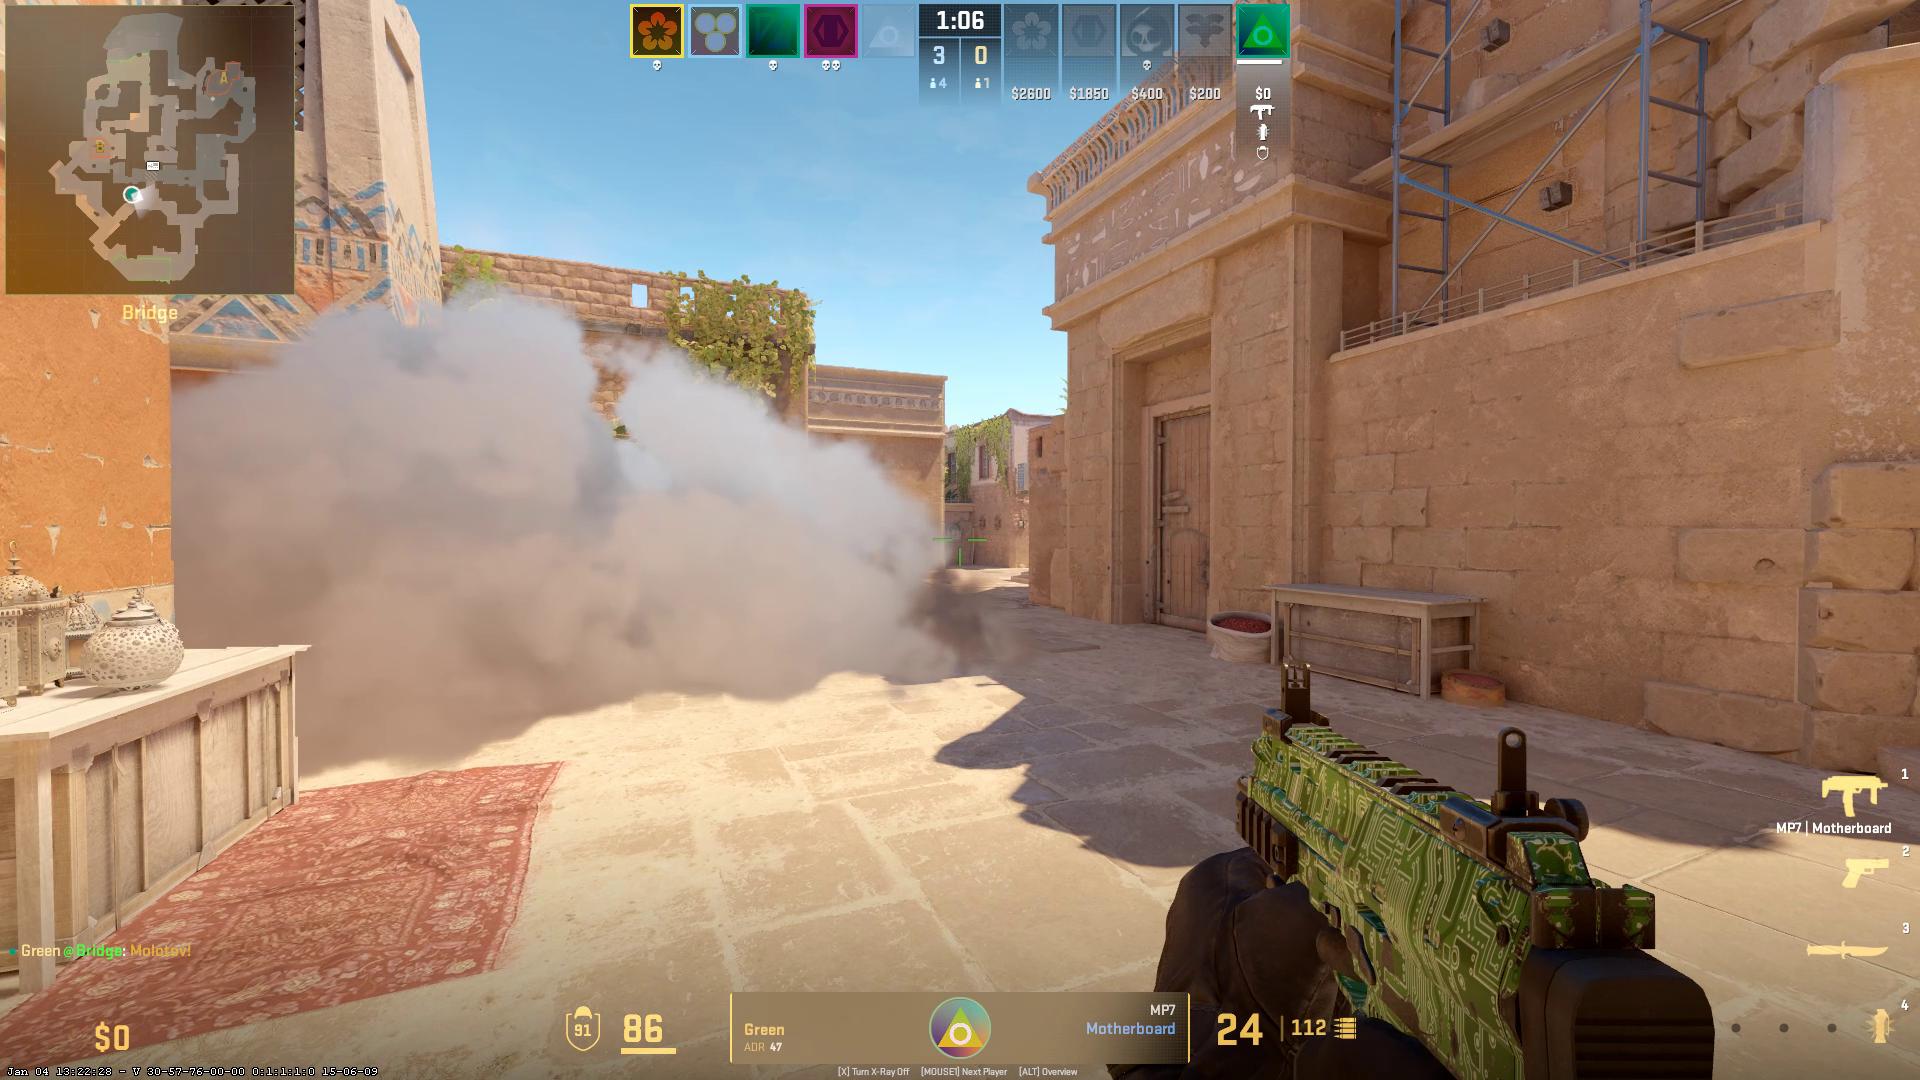 1:06
3 0
4 1
$2600 $1850 $400 $200 $0
A
B
Bridge
1
MP7 | Motherboard
2
3
4
Green @ Bridge: Molotov!
$0
91 86
Green
ADR 47
MP7
Motherboard
24 112
[X] Turn X-Ray Off [MOUSE1] Next Player [ALT] Overview
Jan 04 13:22:28 - V 30-57-76-00-00 0:1:1:1:0 15-06-09